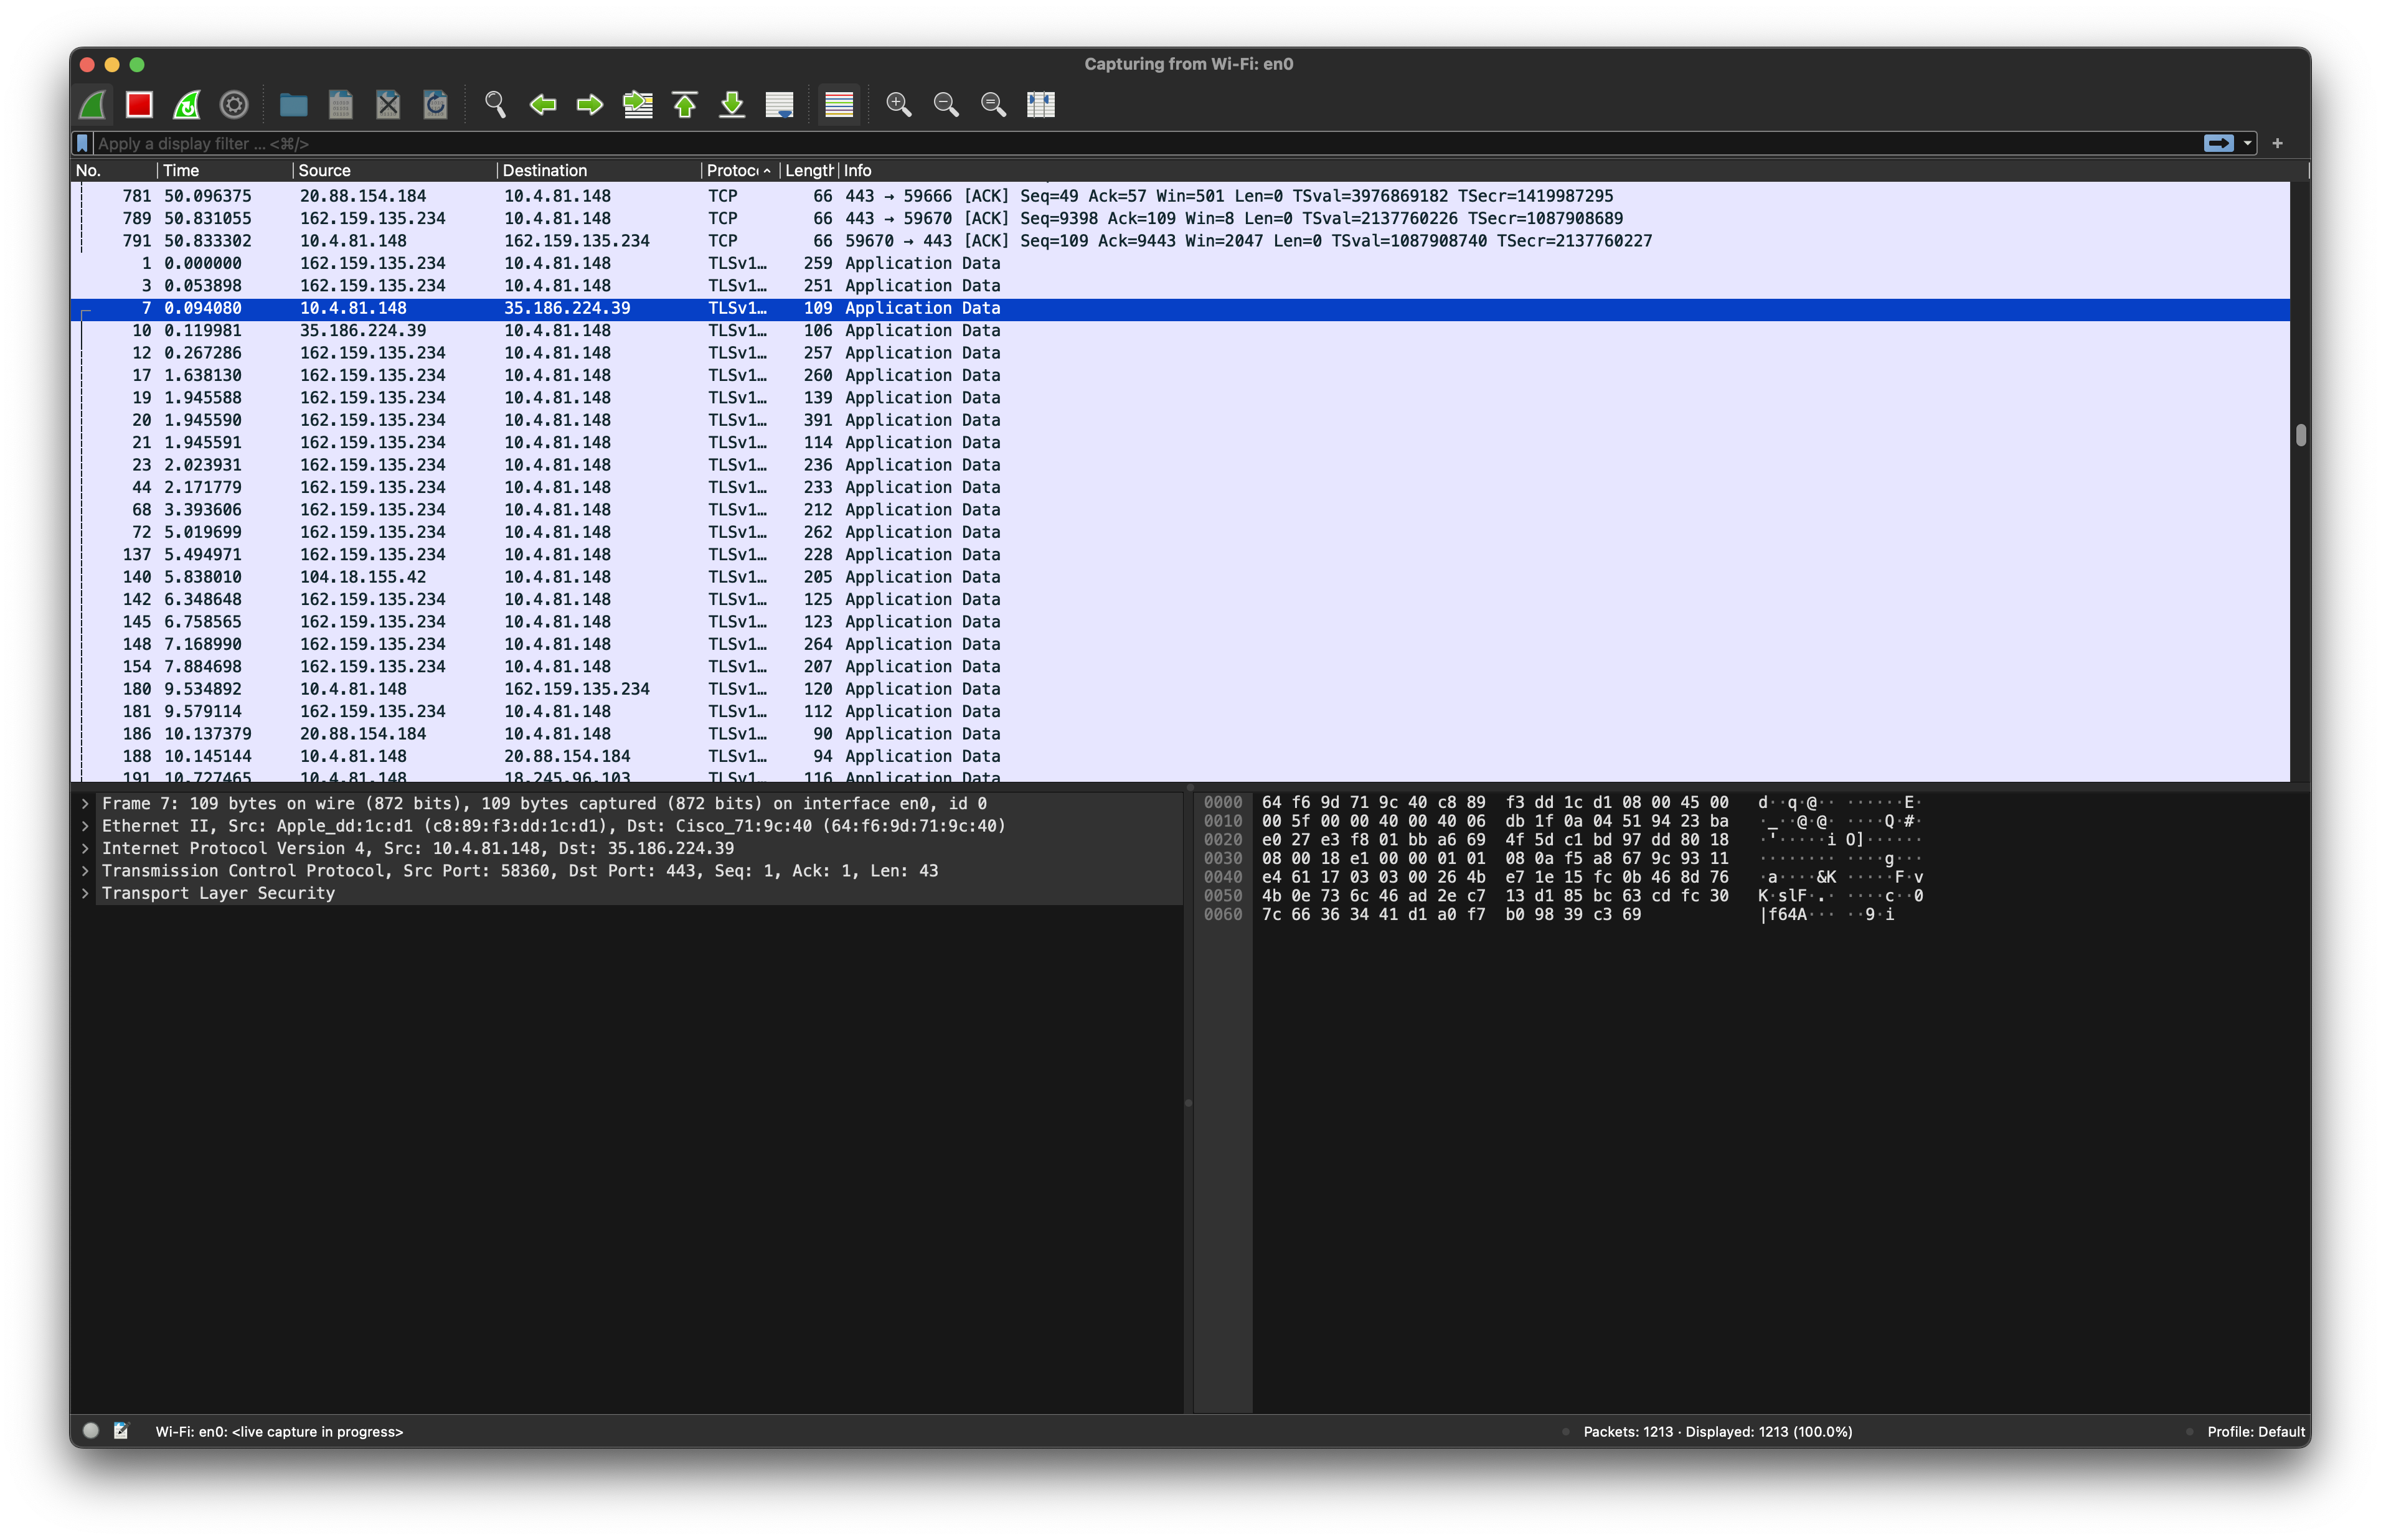 Capturing from Wi-Fi: en0
Apply a display filter ... <⌘/>
No. Time Source Destination Protoc Length Info
781 50.096375 20.88.154.184 10.4.81.148 TCP 66 443 → 59666 [ACK] Seq=49 Ack=57 Win=501 Len=0 TSval=3976869182 TSecr=1419987295
789 50.831055 162.159.135.234 10.4.81.148 TCP 66 443 → 59670 [ACK] Seq=9398 Ack=109 Win=8 Len=0 TSval=2137760226 TSecr=1087908689
791 50.833302 10.4.81.148 162.159.135.234 TCP 66 59670 → 443 [ACK] Seq=109 Ack=9443 Win=2047 Len=0 TSval=1087908740 TSecr=2137760227
1 0.000000 162.159.135.234 10.4.81.148 TLSv1… 259 Application Data
3 0.053898 162.159.135.234 10.4.81.148 TLSv1… 251 Application Data
7 0.094080 10.4.81.148 35.186.224.39 TLSv1… 109 Application Data
10 0.119981 35.186.224.39 10.4.81.148 TLSv1… 106 Application Data
12 0.267286 162.159.135.234 10.4.81.148 TLSv1… 257 Application Data
17 1.638130 162.159.135.234 10.4.81.148 TLSv1… 260 Application Data
19 1.945588 162.159.135.234 10.4.81.148 TLSv1… 139 Application Data
20 1.945590 162.159.135.234 10.4.81.148 TLSv1… 391 Application Data
21 1.945591 162.159.135.234 10.4.81.148 TLSv1… 114 Application Data
23 2.023931 162.159.135.234 10.4.81.148 TLSv1… 236 Application Data
44 2.171779 162.159.135.234 10.4.81.148 TLSv1… 233 Application Data
68 3.393606 162.159.135.234 10.4.81.148 TLSv1… 212 Application Data
72 5.019699 162.159.135.234 10.4.81.148 TLSv1… 262 Application Data
137 5.494971 162.159.135.234 10.4.81.148 TLSv1… 228 Application Data
140 5.838010 104.18.155.42 10.4.81.148 TLSv1… 205 Application Data
142 6.348648 162.159.135.234 10.4.81.148 TLSv1… 125 Application Data
145 6.758565 162.159.135.234 10.4.81.148 TLSv1… 123 Application Data
148 7.168990 162.159.135.234 10.4.81.148 TLSv1… 264 Application Data
154 7.884698 162.159.135.234 10.4.81.148 TLSv1… 207 Application Data
180 9.534892 10.4.81.148 162.159.135.234 TLSv1… 120 Application Data
181 9.579114 162.159.135.234 10.4.81.148 TLSv1… 112 Application Data
186 10.137379 20.88.154.184 10.4.81.148 TLSv1… 90 Application Data
188 10.145144 10.4.81.148 20.88.154.184 TLSv1… 94 Application Data
191 10.727465 10.4.81.148 18.245.96.103 TLSv1… 116 Application Data
Frame 7: 109 bytes on wire (872 bits), 109 bytes captured (872 bits) on interface en0, id 0
Ethernet II, Src: Apple_dd:1c:d1 (c8:89:f3:dd:1c:d1), Dst: Cisco_71:9c:40 (64:f6:9d:71:9c:40)
Internet Protocol Version 4, Src: 10.4.81.148, Dst: 35.186.224.39
Transmission Control Protocol, Src Port: 58360, Dst Port: 443, Seq: 1, Ack: 1, Len: 43
Transport Layer Security
0000 64 f6 9d 71 9c 40 c8 89 f3 dd 1c d1 08 00 45 00 d··q·@·· ······E·
0010 00 5f 00 00 40 00 40 06 db 1f 0a 04 51 94 23 ba ·_··@·@· ····Q·#·
0020 e0 27 e3 f8 01 bb a6 69 4f 5d c1 bd 97 dd 80 18 ·'·····i O]······
0030 08 00 18 e1 00 00 01 01 08 0a f5 a8 67 9c 93 11 ········ ····g···
0040 e4 61 17 03 03 00 26 4b e7 1e 15 fc 0b 46 8d 76 ·a····&K ·····F·v
0050 4b 0e 73 6c 46 ad 2e c7 13 d1 85 bc 63 cd fc 30 K·slF·.· ····c··0
0060 7c 66 36 34 41 d1 a0 f7 b0 98 39 c3 69 |f64A··· ··9·i
Wi-Fi: en0: <live capture in progress>
Packets: 1213 · Displayed: 1213 (100.0%)
Profile: Default